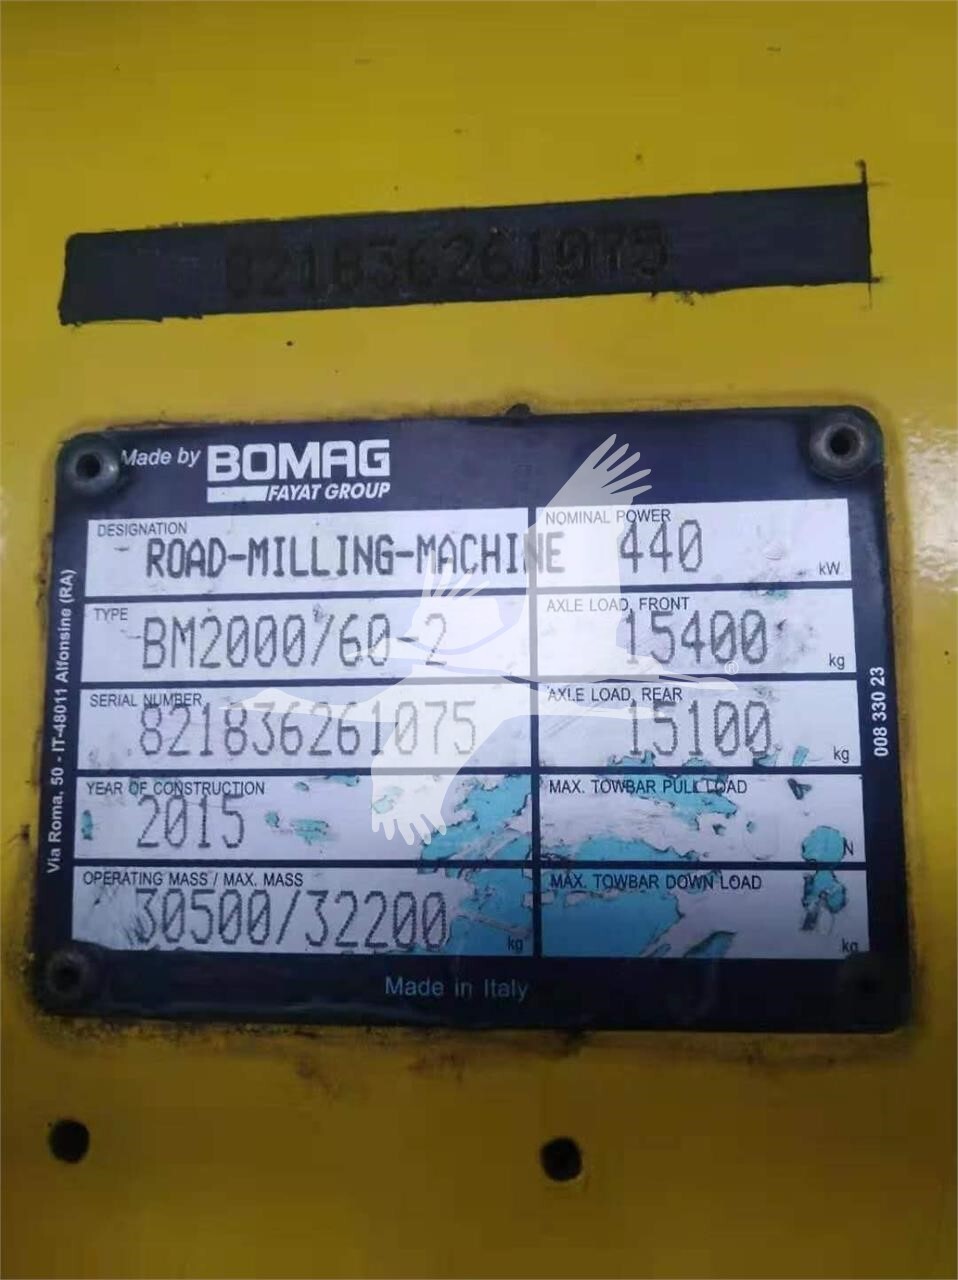 821836261075
Made by BOMAG
FAYAT GROUP
DESIGNATION
ROAD-MILLING-MACHINE
NOMINAL POWER
440
kW
TYPE
BM2000/60-2
AXLE LOAD, FRONT
15400
kg
SERIAL NUMBER
821836261075
AXLE LOAD, REAR
15100
kg
YEAR OF CONSTRUCTION
2015
MAX. TOWBAR PULL LOAD
N
OPERATING MASS / MAX. MASS
30500/32200
kg
MAX. TOWBAR DOWN LOAD
kg
Made in Italy
Via Roma, 50 - IT-48011 Alfonsine (RA)
008 330 23